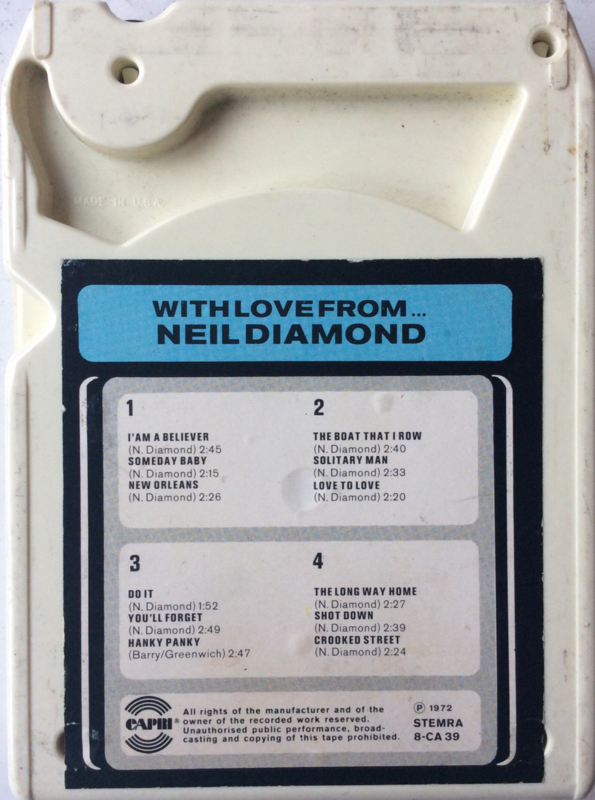 MADE IN U.S.A.
WITH LOVE FROM...
NEIL DIAMOND
1
I'AM A BELIEVER
(N. Diamond) 2:45
SOMEDAY BABY
(N. Diamond) 2:15
NEW ORLEANS
(N. Diamond) 2:26
2
THE BOAT THAT I ROW
(N. Diamond) 2:40
SOLITARY MAN
(N. Diamond) 2:33
LOVE TO LOVE
(N. Diamond) 2:20
3
DO IT
(N. Diamond) 1:52
YOU'LL FORGET
(N. Diamond) 2:49
HANKY PANKY
(Barry/Greenwich) 2:47
4
THE LONG WAY HOME
(N. Diamond) 2:27
SHOT DOWN
(N. Diamond) 2:39
CROOKED STREET
(N. Diamond) 2:24
CAPRI®
All rights of the manufacturer and of the
owner of the recorded work reserved.
Unauthorised public performance, broad-
casting and copying of this tape prohibited.
℗ 1972
STEMRA
8-CA 39